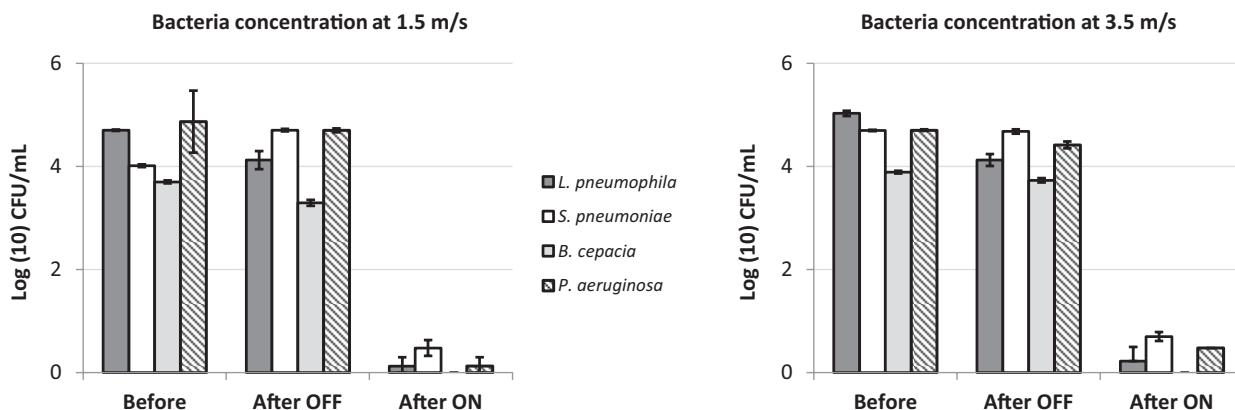 Bacteria concentration at 1.5 m/s
Log (10) CFU/mL
6
4
2
0
Before After OFF After ON
L. pneumophila
S. pneumoniae
B. cepacia
P. aeruginosa
Bacteria concentration at 3.5 m/s
Log (10) CFU/mL
6
4
2
0
Before After OFF After ON